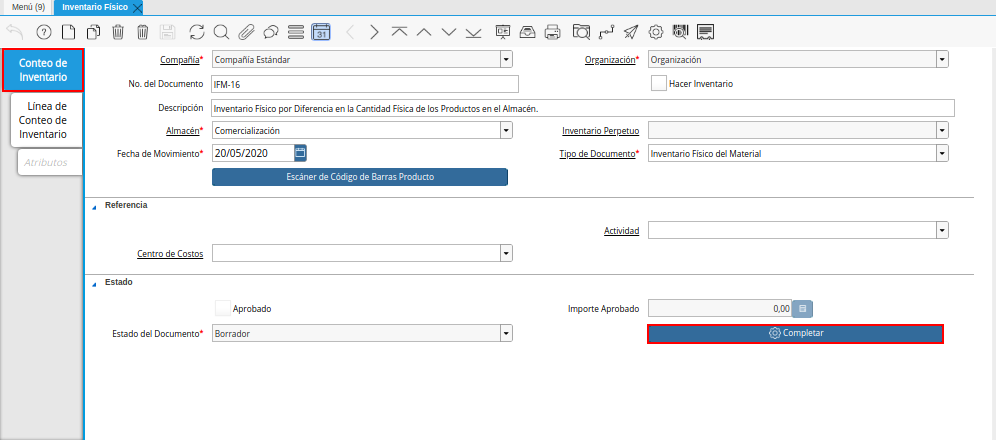 Menú (9) Inventario Físico
31
Conteo de
Inventario
Línea de
Conteo de
Inventario
Atributos
Compañía* Compañía Estándar Organización* Organización
No. del Documento IFM-16 Hacer Inventario
Descripción Inventario Físico por Diferencia en la Cantidad Física de los Productos en el Almacén.
Almacén* Comercialización Inventario Perpetuo
Fecha de Movimiento* 20/05/2020 Tipo de Documento* Inventario Físico del Material
Escáner de Código de Barras Producto
Referencia
Actividad
Centro de Costos
Estado
Aprobado Importe Aprobado 0,00
Estado del Documento* Borrador Completar